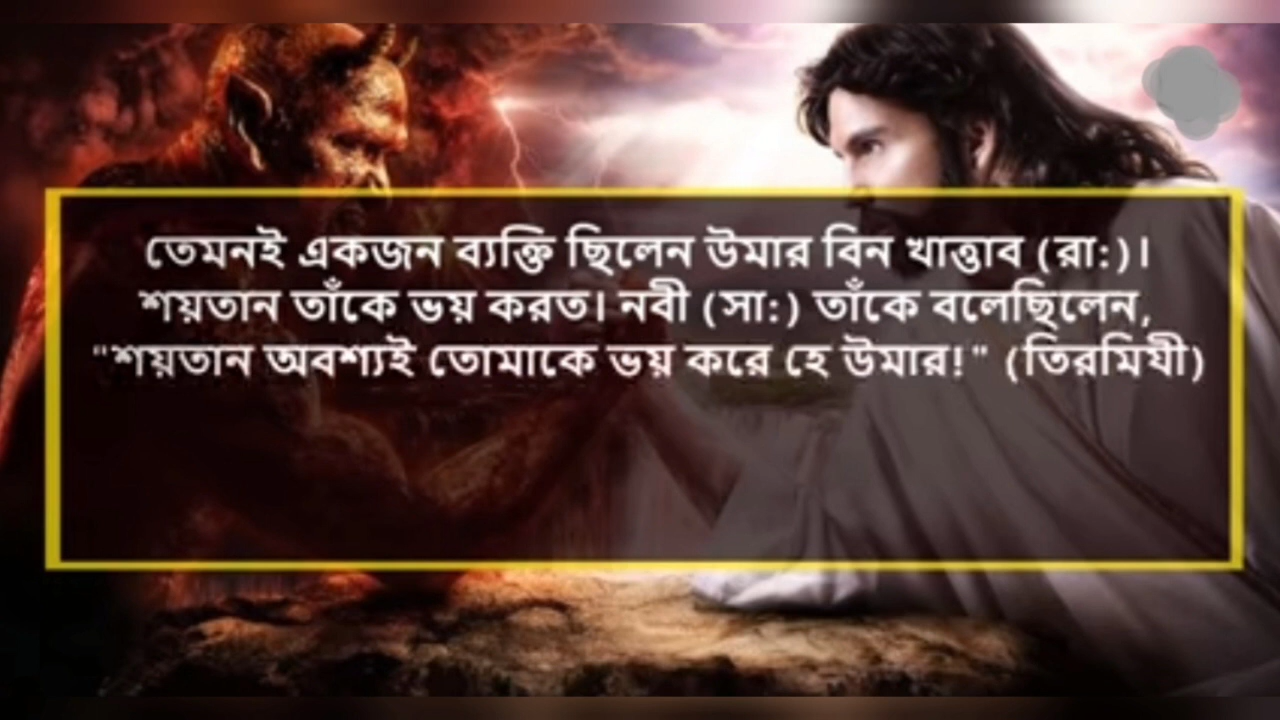 তেমনই একজন ব্যক্তি ছিলেন উমার বিন খাত্তাব (রা:)।
শয়তান তাঁকে ভয় করত। নবী (সা:) তাঁকে বলেছিলেন,
"শয়তান অবশ্যই তোমাকে ভয় করে হে উমার!" (তিরমিযী)